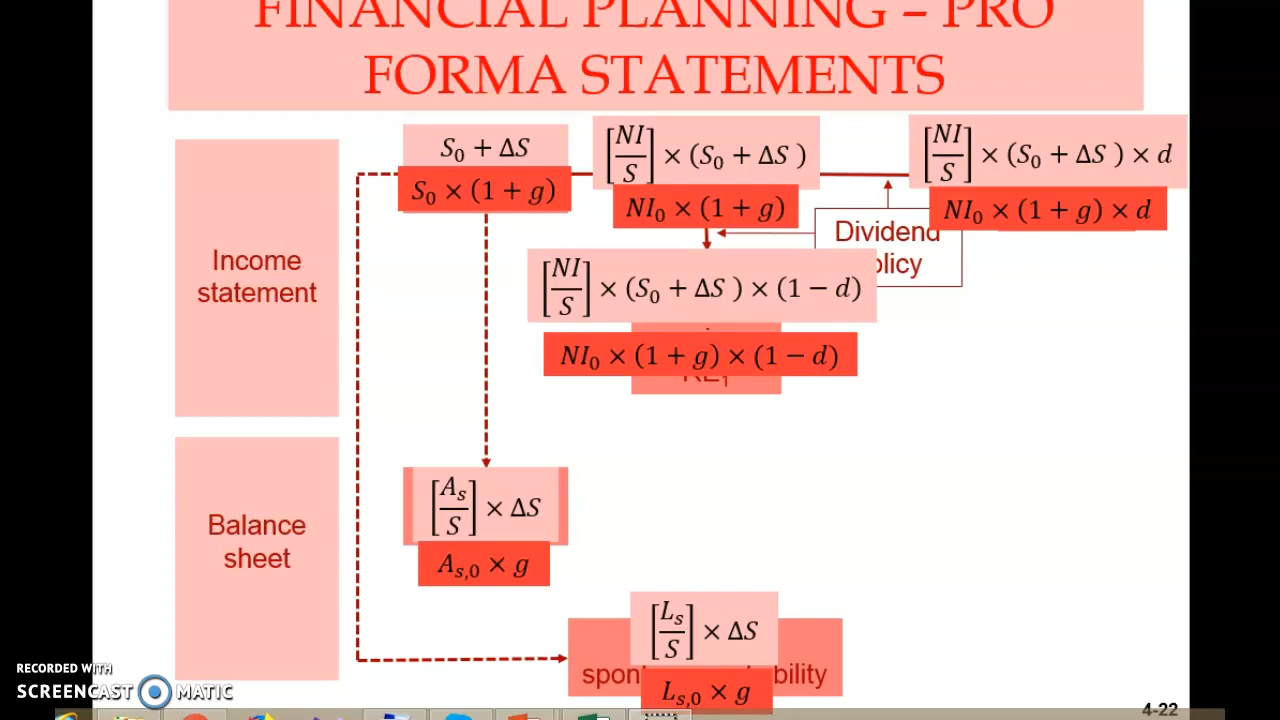 FINANCIAL PLANNING – PRO
FORMA STATEMENTS
Income
statement
S₀ + ΔS
S₀ × (1 + g)
[NI/S] × (S₀ + ΔS )
NI₀ × (1 + g)
[NI/S] × (S₀ + ΔS ) × d
NI₀ × (1 + g) × d
Dividend
olicy
[NI/S] × (S₀ + ΔS ) × (1 − d)
NI₀ × (1 + g) × (1 − d)
Balance
sheet
[Aₛ/S] × ΔS
Aₛ,₀ × g
[Lₛ/S] × ΔS
Lₛ,₀ × g
RECORDED WITH
SCREENCAST MATIC
4-22